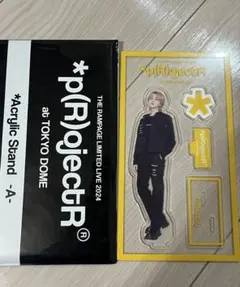 THE RAMPAGE LIMITED LIVE 2024
*p(R)ojectR®
at TOKYO DOME
*Acrylic Stand -A-
*p(R)ojectR